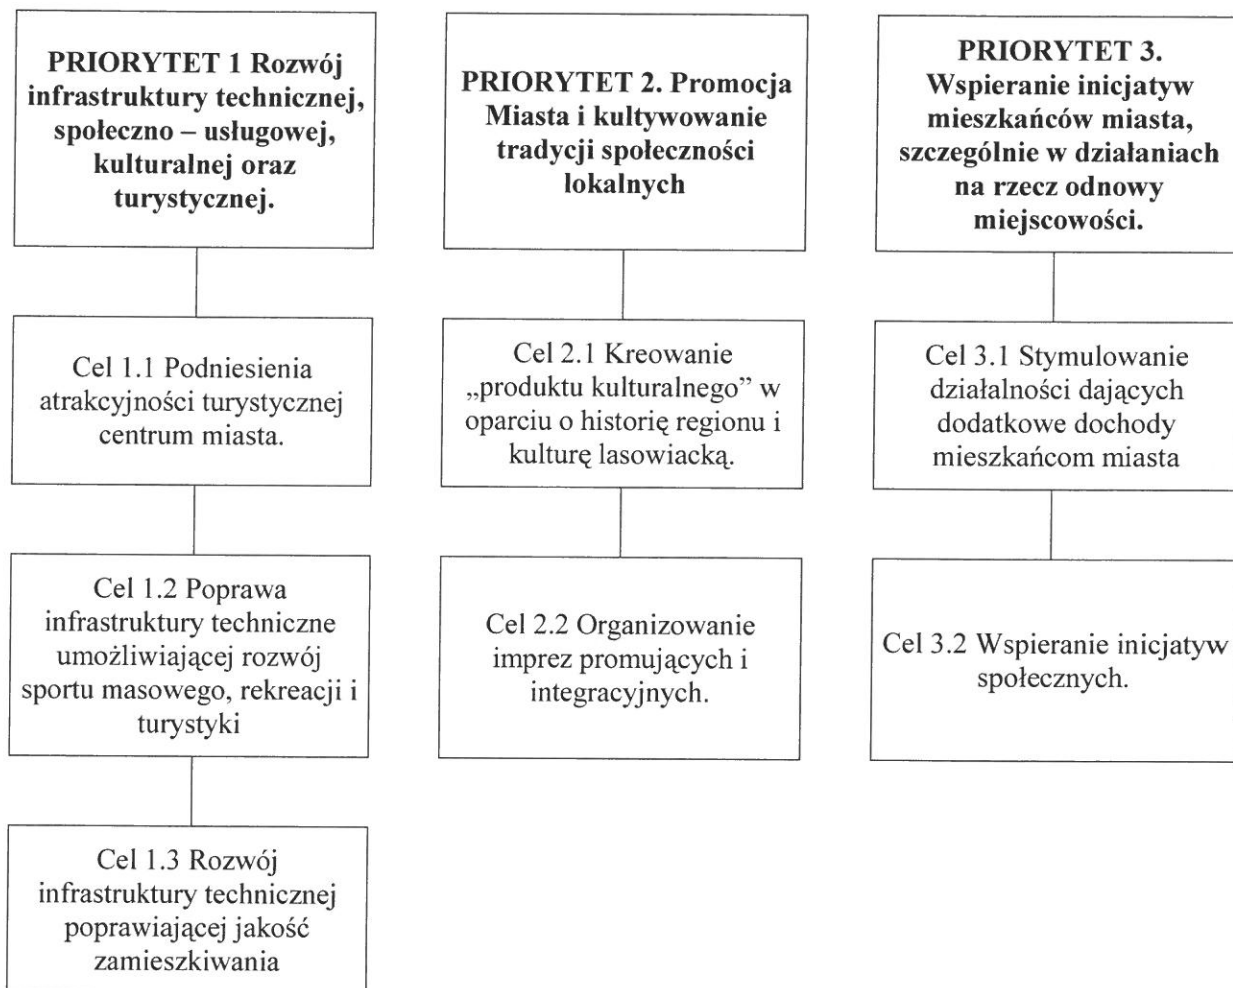 PRIORYTET 1 Rozwój
infrastruktury technicznej,
społeczno – usługowej,
kulturalnej oraz
turystycznej.
Cel 1.1 Podniesienia
atrakcyjności turystycznej
centrum miasta.
Cel 1.2 Poprawa
infrastruktury techniczne
umożliwiającej rozwój
sportu masowego, rekreacji i
turystyki
Cel 1.3 Rozwój
infrastruktury technicznej
poprawiającej jakość
zamieszkiwania
PRIORYTET 2. Promocja
Miasta i kultywowanie
tradycji społeczności
lokalnych
Cel 2.1 Kreowanie
„produktu kulturalnego” w
oparciu o historię regionu i
kulturę lasowiacką.
Cel 2.2 Organizowanie
imprez promujących i
integracyjnych.
PRIORYTET 3.
Wspieranie inicjatyw
mieszkańców miasta,
szczególnie w działaniach
na rzecz odnowy
miejscowości.
Cel 3.1 Stymulowanie
działalności dających
dodatkowe dochody
mieszkańcom miasta
Cel 3.2 Wspieranie inicjatyw
społecznych.